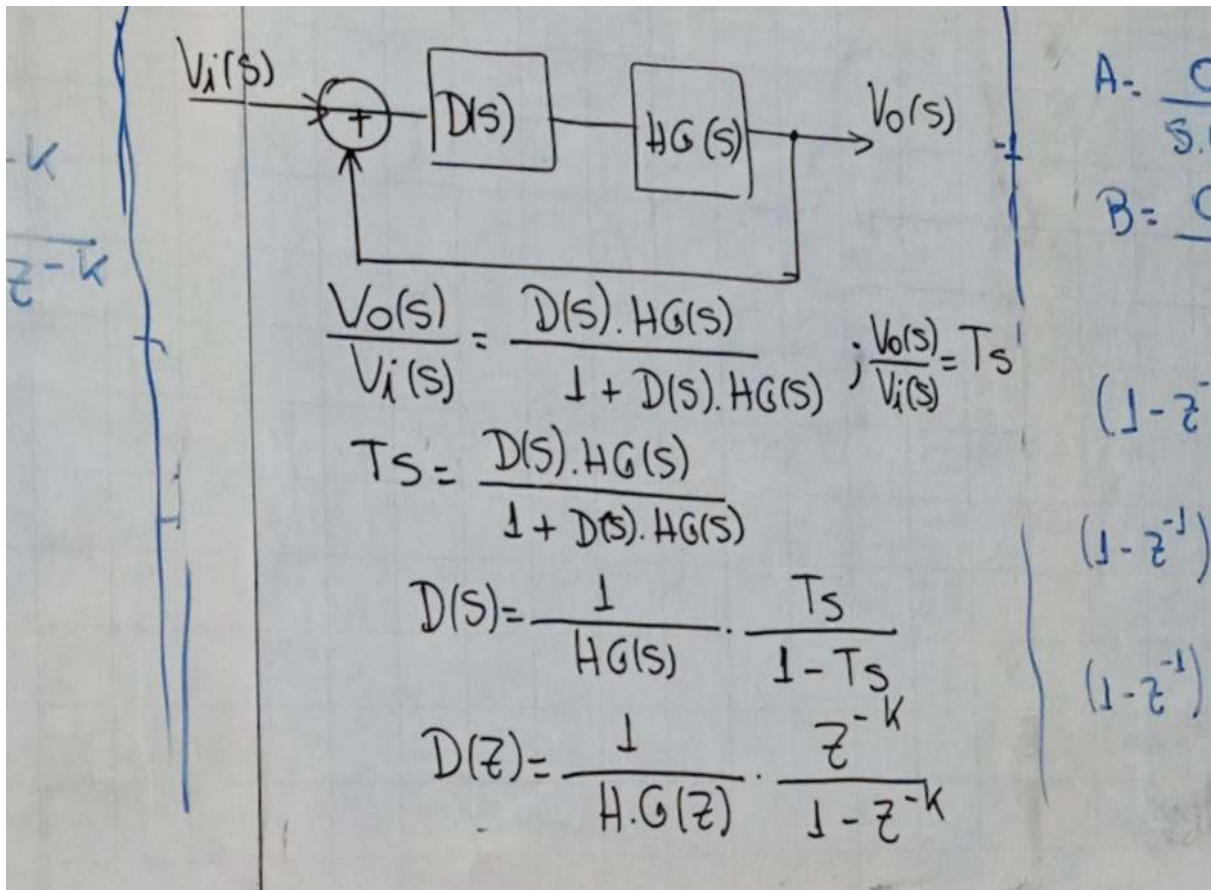 Vi(s)
+
D(s)
HG(s)
Vo(s)
Vo(s)/Vi(s) = D(s).HG(s)/1 + D(s).HG(s) ; Vo(s)/Vi(s) = Ts
Ts = D(s).HG(s)/1 + D(s).HG(s)
D(s) = 1/HG(s) . Ts/1 - Ts
D(z) = 1/H.G(z) . z^-k/1 - z^-k
-k
z-k
A=
B=
(1-z
(1-z^-1)
(1-z^-1)